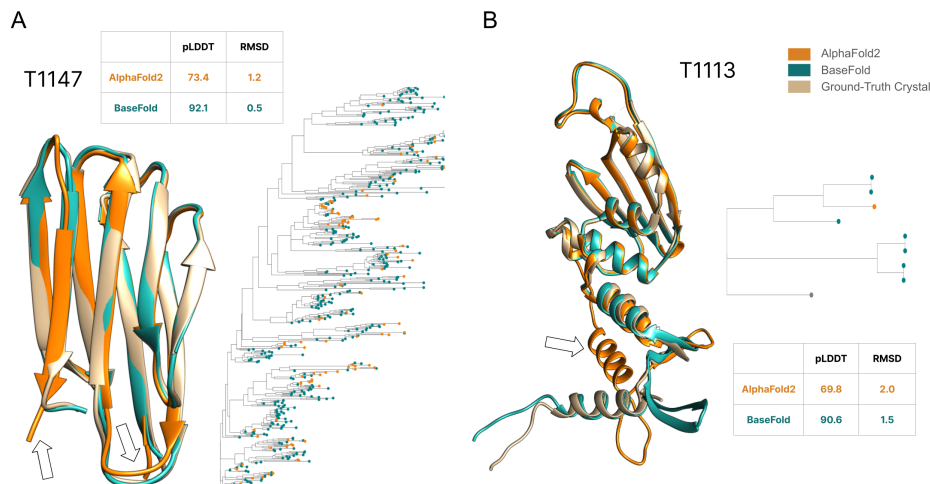 A
T1147
pLDDT RMSD
AlphaFold2 73.4 1.2
BaseFold 92.1 0.5
B
T1113
AlphaFold2
BaseFold
Ground-Truth Crystal
pLDDT RMSD
AlphaFold2 69.8 2.0
BaseFold 90.6 1.5